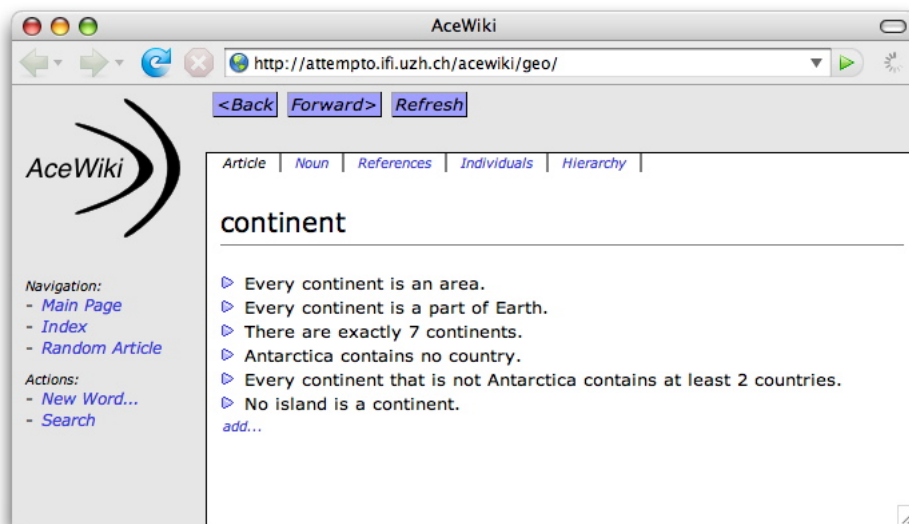 AceWiki
http://attempto.ifi.uzh.ch/acewiki/geo/
<Back Forward> Refresh
AceWiki
Article Noun References Individuals Hierarchy
continent
Navigation:
- Main Page
- Index
- Random Article
Actions:
- New Word...
- Search
Every continent is an area.
Every continent is a part of Earth.
There are exactly 7 continents.
Antarctica contains no country.
Every continent that is not Antarctica contains at least 2 countries.
No island is a continent.
add...